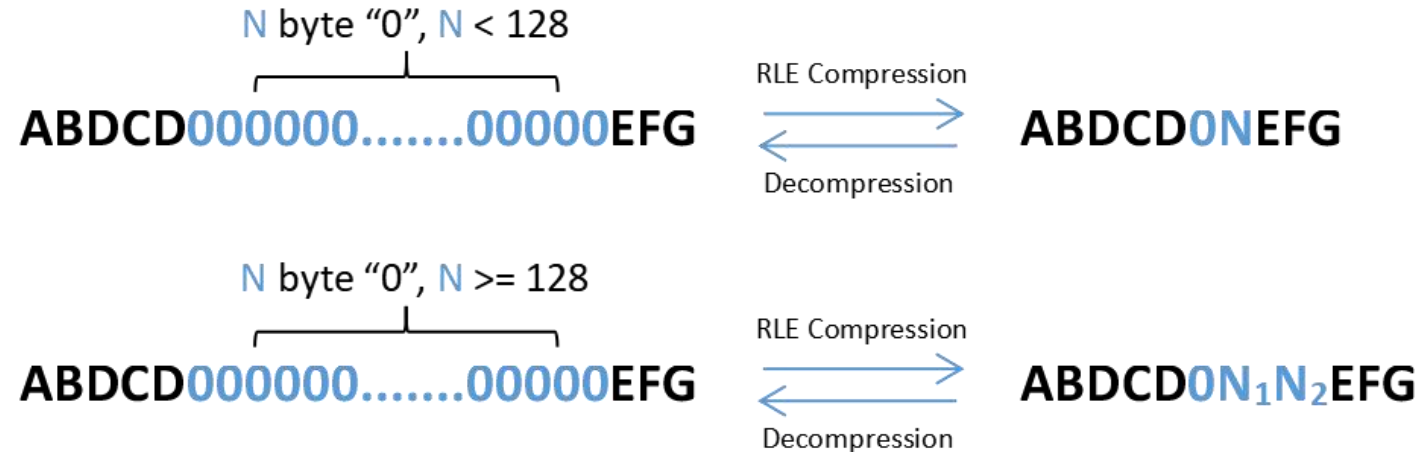 N byte “0”, N < 128
RLE Compression
ABDCD000000.......00000EFG
ABDCD0NEFG
Decompression
N byte “0”, N >= 128
RLE Compression
ABDCD000000.......00000EFG
ABDCD0N₁N₂EFG
Decompression